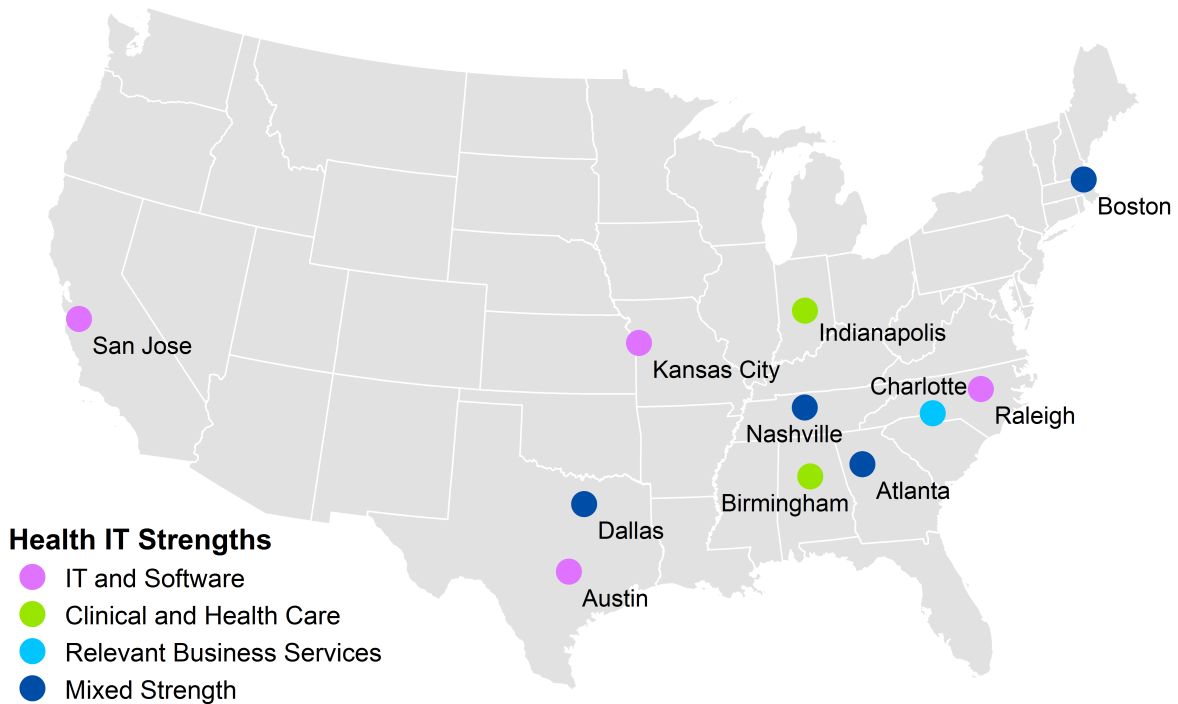 Boston
Indianapolis
San Jose
Kansas City
Charlotte
Raleigh
Nashville
Atlanta
Birmingham
Dallas
Austin
Health IT Strengths
IT and Software
Clinical and Health Care
Relevant Business Services
Mixed Strength